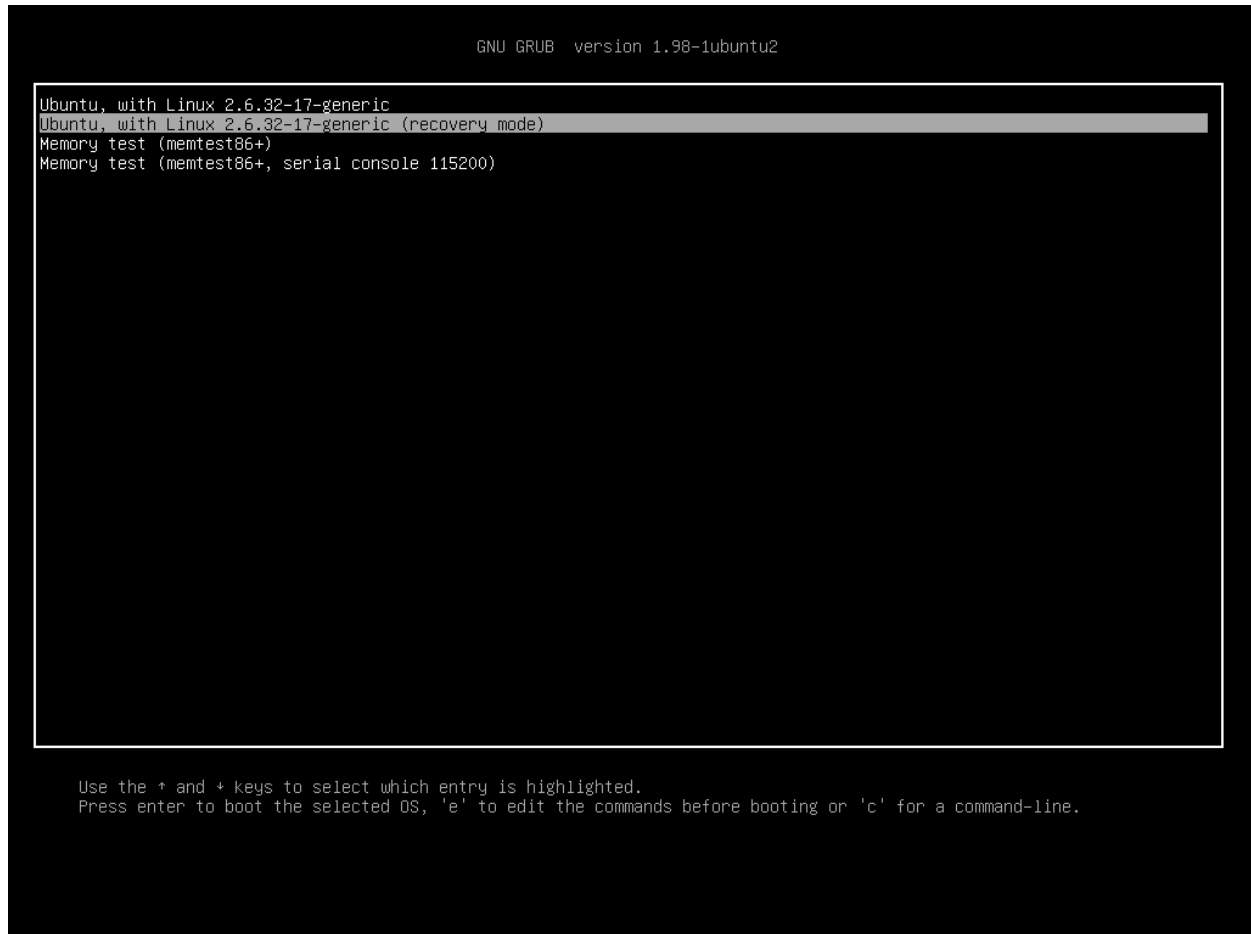 GNU GRUB  version 1.98-1ubuntu2
Ubuntu, with Linux 2.6.32-17-generic
Ubuntu, with Linux 2.6.32-17-generic (recovery mode)
Memory test (memtest86+)
Memory test (memtest86+, serial console 115200)
Use the ↑ and ↓ keys to select which entry is highlighted.
Press enter to boot the selected OS, 'e' to edit the commands before booting or 'c' for a command-line.